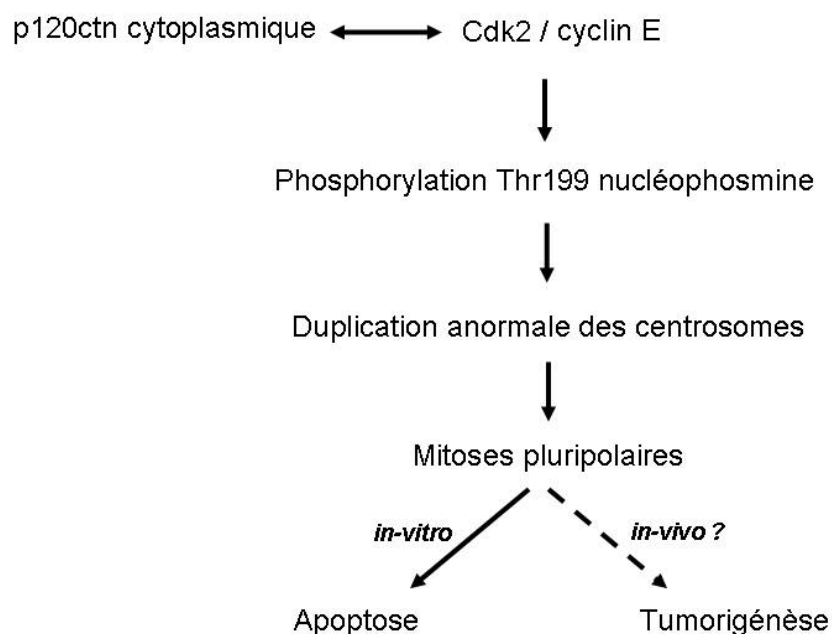 p120ctn cytoplasmique Cdk2 / cyclin E
Phosphorylation Thr199 nucléophosmine
Duplication anormale des centrosomes
Mitoses pluripolaires
in-vitro in-vivo ?
Apoptose Tumorigénèse